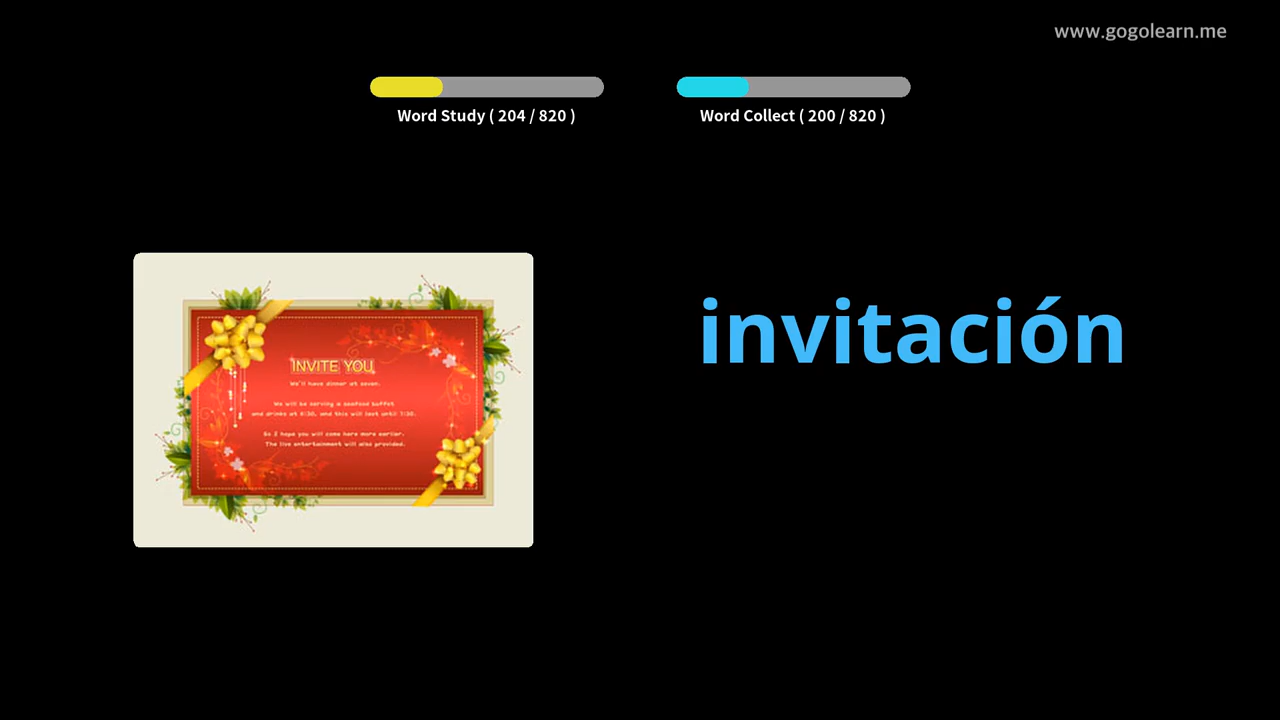 www.gogolearn.me
Word Study ( 204 / 820 )
Word Collect ( 200 / 820 )
invitación
INVITE YOU
We'll have dinner at seven.
We will be serving a seafood buffet
and drinks at 6:30, and this will last until 7:30.
So I hope you will come here more earlier.
The live entertainment will also provided.